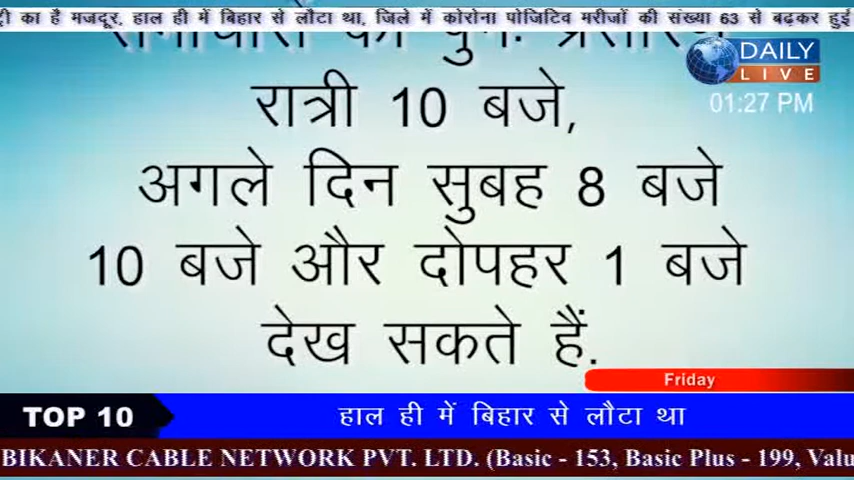 ट्री का है मजदूर, हाल ही में बिहार से लौटा था, जिले में कोरोना पोजिटिव मरीजों की संख्या 63 से बढ़कर हुई
DAILY
LIVE
01:27 PM
रात्री 10 बजे,
अगले दिन सुबह 8 बजे
10 बजे और दोपहर 1 बजे
देख सकते हैं.
Friday
TOP 10
हाल ही में बिहार से लौटा था
BIKANER CABLE NETWORK PVT. LTD. (Basic - 153, Basic Plus - 199, Valu